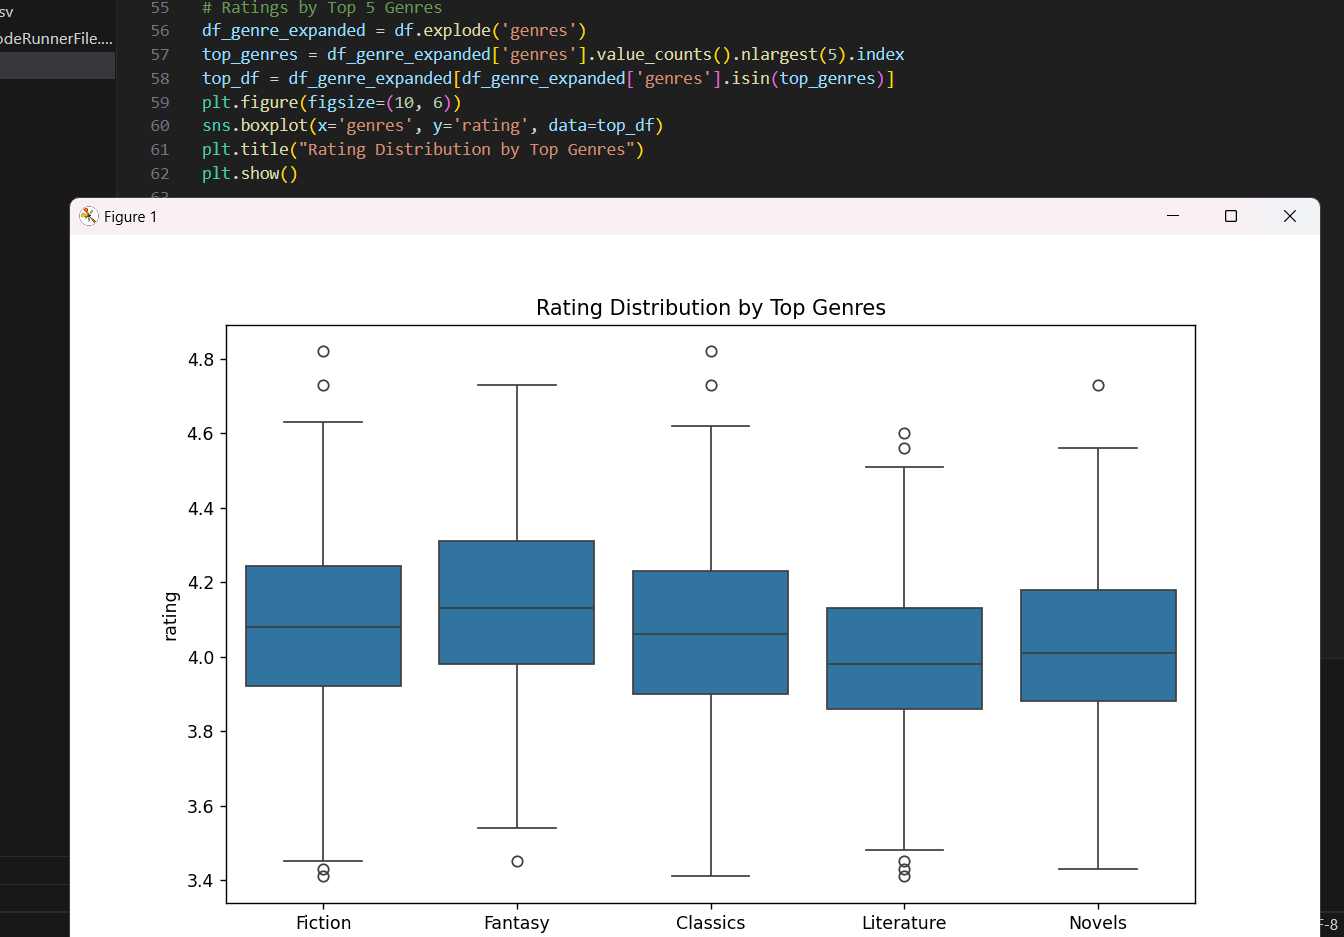 sv
odeRunnerFile....
55 # Ratings by Top 5 Genres
56 df_genre_expanded = df.explode('genres')
57 top_genres = df_genre_expanded['genres'].value_counts().nlargest(5).index
58 top_df = df_genre_expanded[df_genre_expanded['genres'].isin(top_genres)]
59 plt.figure(figsize=(10, 6))
60 sns.boxplot(x='genres', y='rating', data=top_df)
61 plt.title("Rating Distribution by Top Genres")
62 plt.show()
63
Figure 1
Rating Distribution by Top Genres
4.8
4.6
4.4
4.2
4.0
3.8
3.6
3.4
rating
Fiction Fantasy Classics Literature Novels
F-8